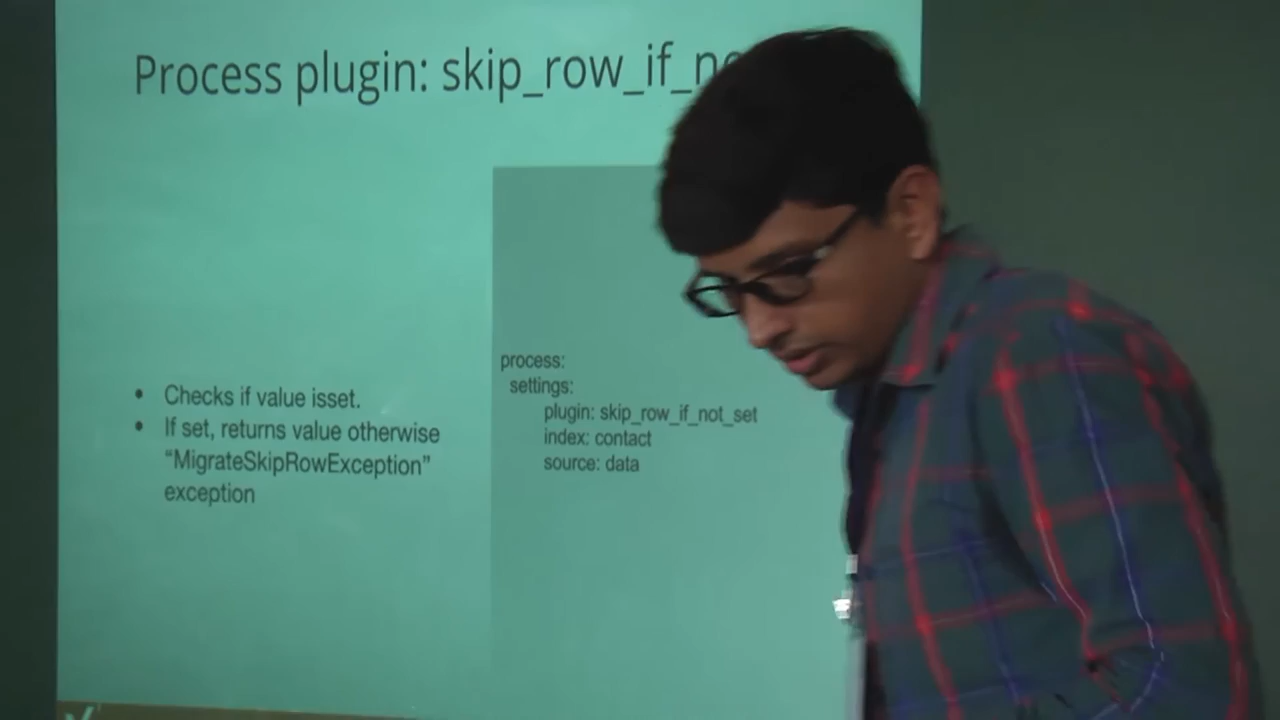 Process plugin: skip_row_if_no
• Checks if value isset.
• If set, returns value otherwise
“MigrateSkipRowException”
exception
process:
settings:
plugin: skip_row_if_not_set
index: contact
source: data